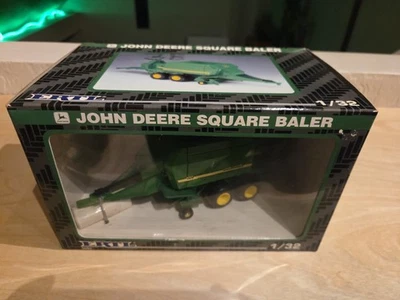 JOHN DEERE SQUARE BALER
ERTL
1/32
JOHN DEERE SQUARE BALER
ERTL
1/32